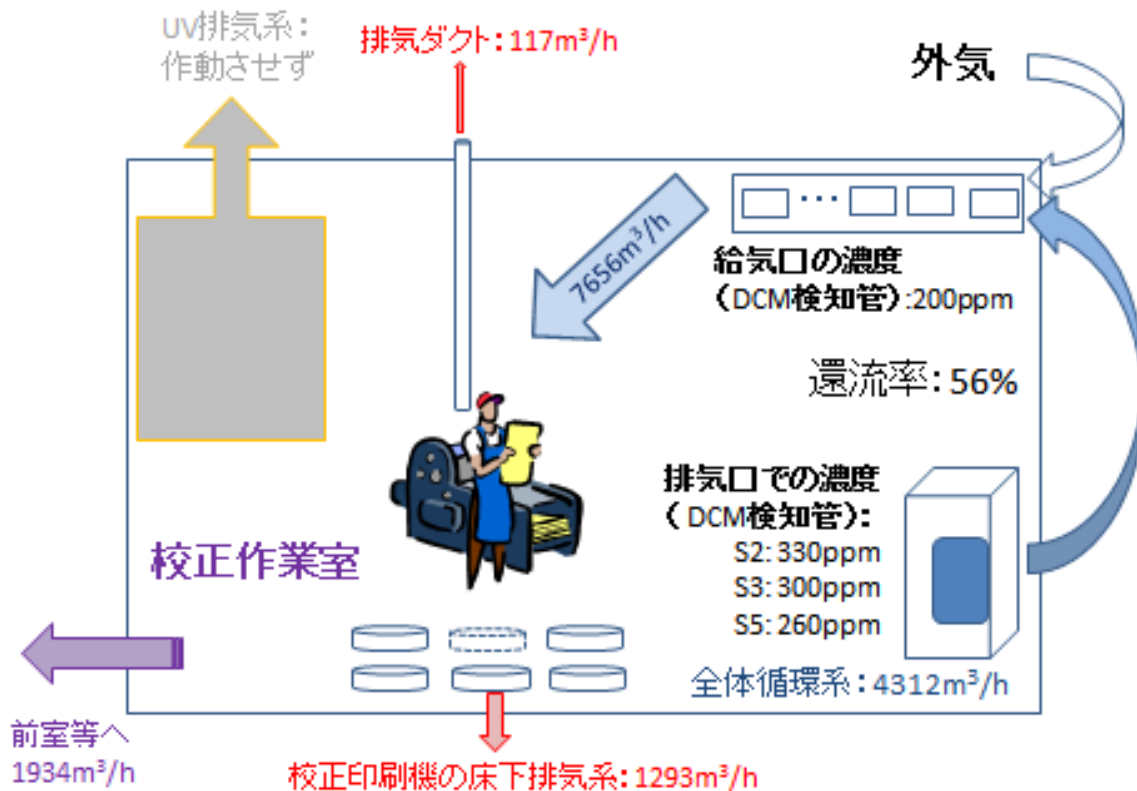 UV排気系：
作動させず
排気ダクト：117m³/h
外気
7656m³/h
給気口の濃度
（DCM検知管）:200ppm
還流率：56%
排気口での濃度
（DCM検知管）：
S2: 330ppm
S3: 300ppm
S5: 260ppm
校正作業室
全体循環系：4312m³/h
前室等へ
1934m³/h
校正印刷機の床下排気系：1293m³/h